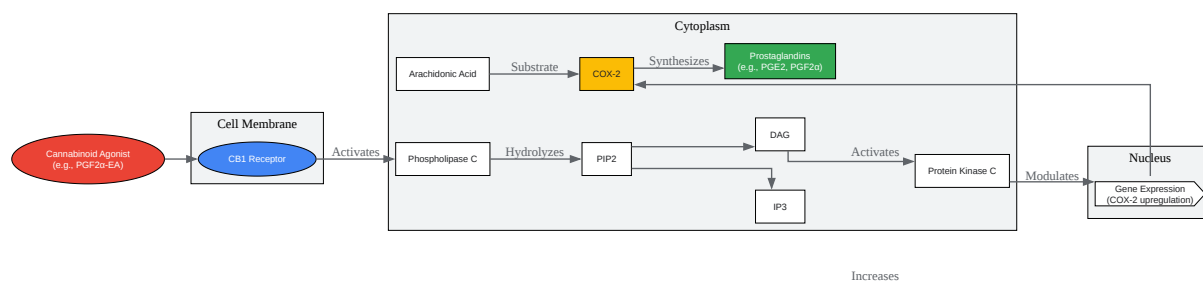 Cytoplasm
Arachidonic Acid
Substrate
COX-2
Synthesizes
Prostaglandins
(e.g., PGE2, PGF2α)
Cell Membrane
Cannabinoid Agonist
(e.g., PGF2α-EA)
CB1 Receptor
Activates
Phospholipase C
Hydrolyzes
PIP2
DAG
Activates
Protein Kinase C
IP3
Modulates
Nucleus
Gene Expression
(COX-2 upregulation)
Increases